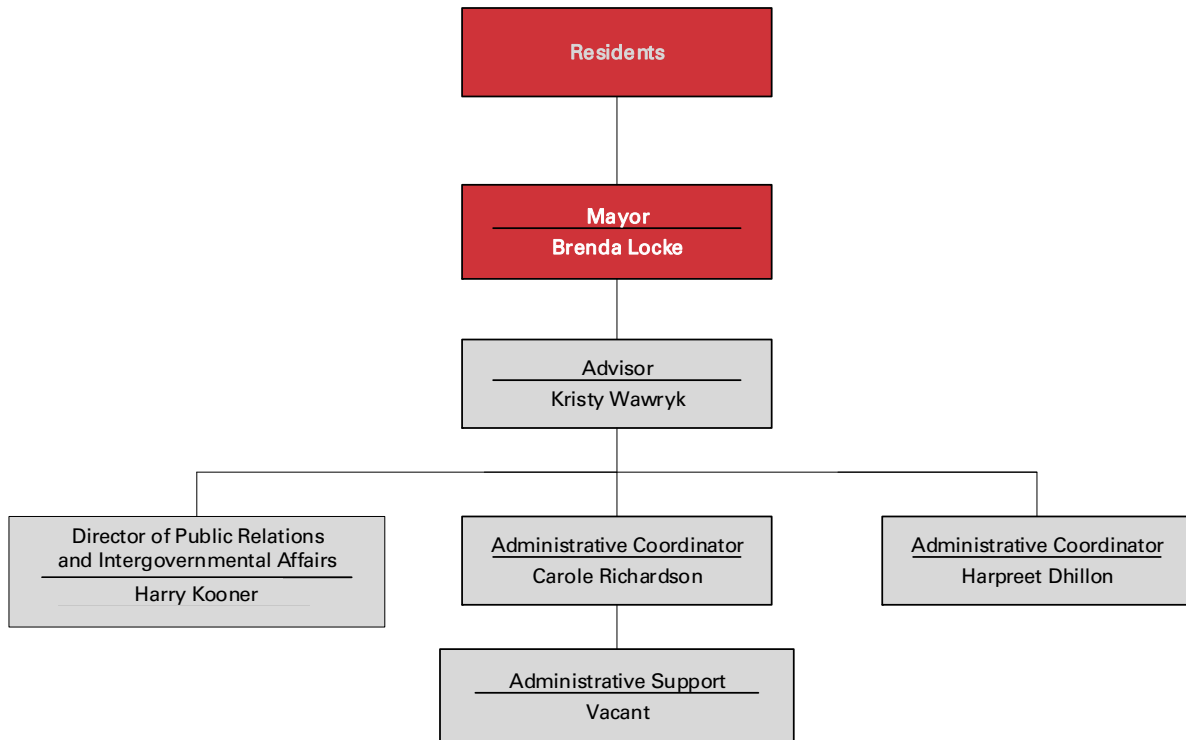 Residents
Mayor
Brenda Locke
Advisor
Kristy Wawryk
Director of Public Relations
and Intergovernmental Affairs
Harry Kooner
Administrative Coordinator
Carole Richardson
Administrative Coordinator
Harpreet Dhillon
Administrative Support
Vacant